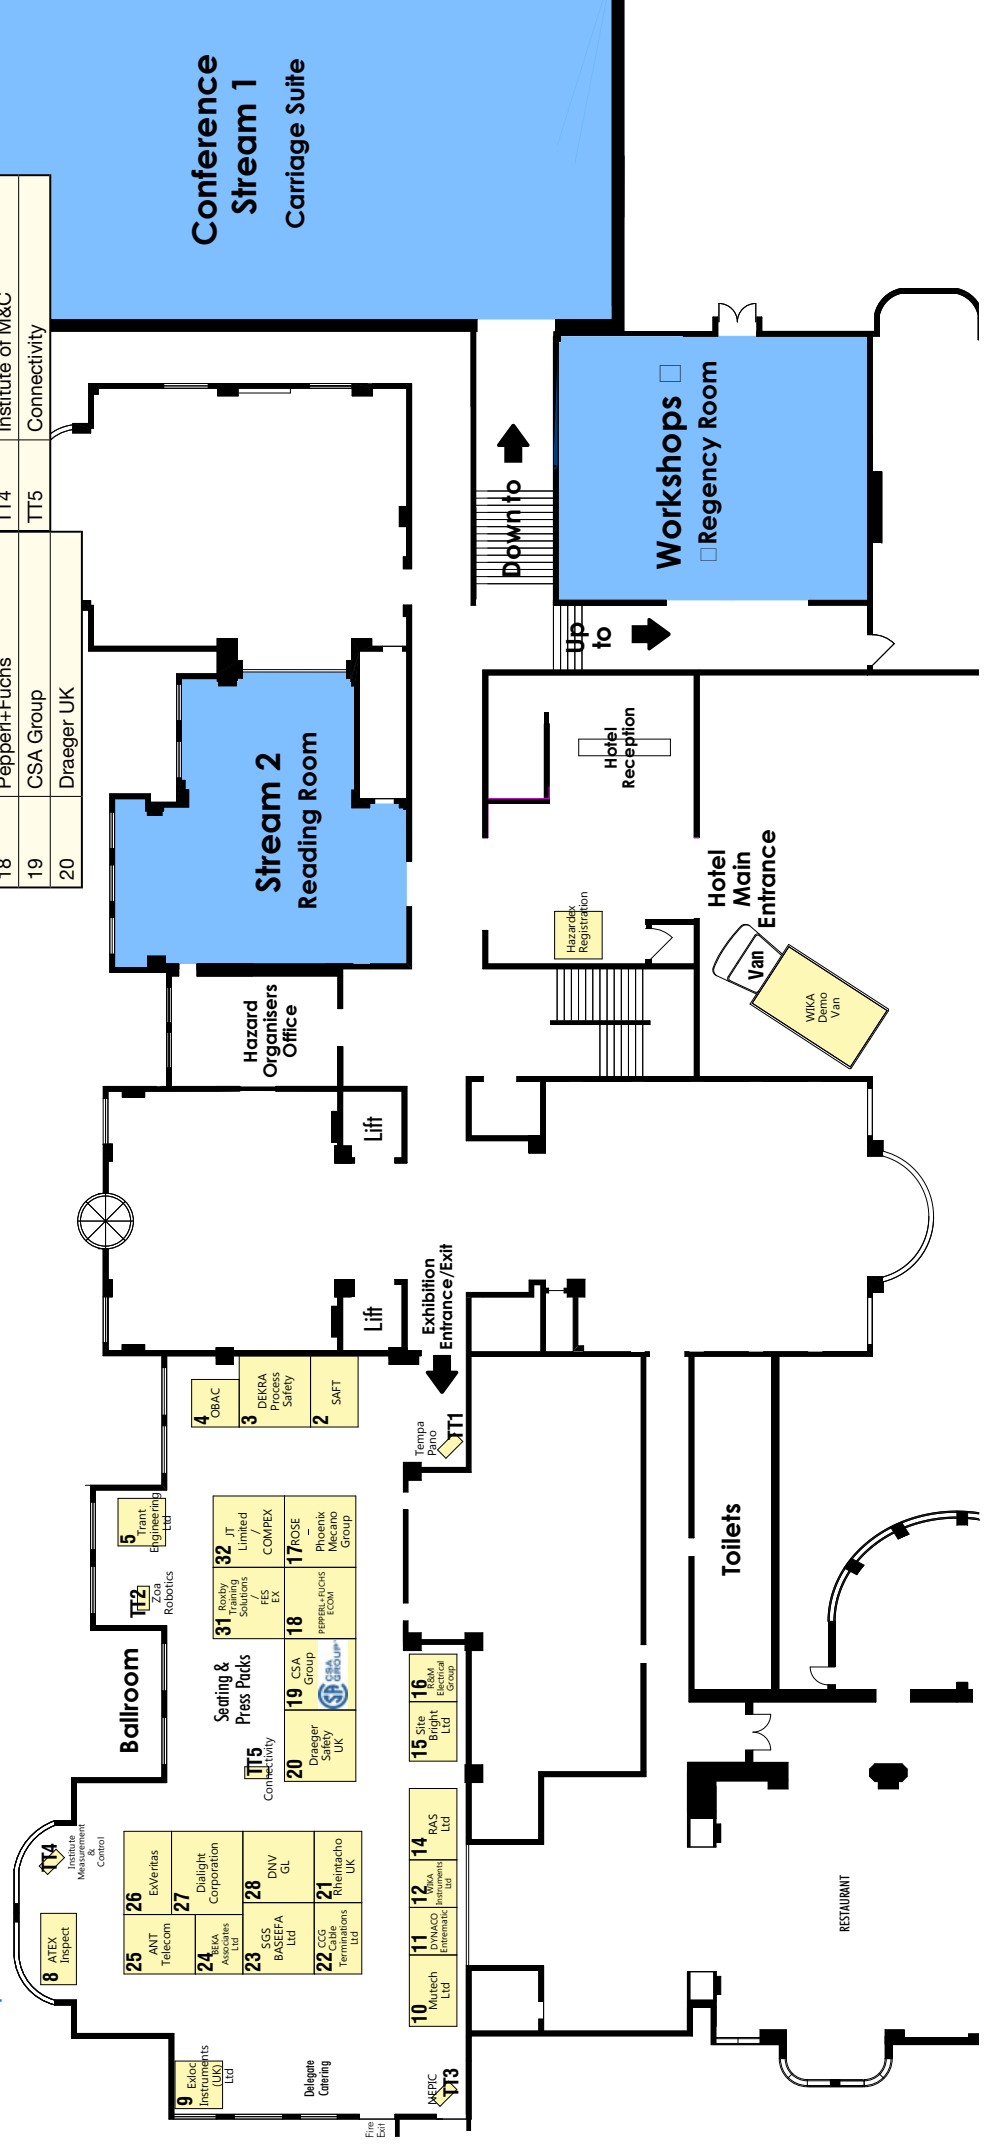 Conference
Stream 1
Carriage Suite
TT4 Institute of M&C
TT5 Connectivity
18 Pepperl+Fuchs
19 CSA Group
20 Draeger UK
Down to
Workshops
Regency Room
Up
to
Stream 2
Reading Room
Hotel
Reception
Hotel
Main
Entrance
Hazardex
Registration
Van
WIKA
Demo
Van
Hazard
Organisers
Office
Lift
Lift
Exhibition
Entrance/Exit
4
OBAC
3
DEKRA
Process
Safety
2
SAFT
Tempa
Pano
TT1
5
Trant
Engineering
Ltd
TT2
Zoa
Robotics
32
JT
Limited
/
COMPEX
17
ROSE
–
Phoenix
Mecano
Group
31
Roxby
Training
Solutions
/
FES
EX
18
PEPPERL+FUCHS
ECOM
19
CSA
Group
CSA
GROUP
20
Draeger
Safety
UK
Seating &
Press Packs
TT5
Connectivity
Ballroom
16
R&M
Electrical
Group
15
Site
Bright
Ltd
Toilets
TT4
Institute
Measurement
&
Control
8
ATEX
Inspect
26
ExVeritas
27
Dialight
Corporation
28
DNV
GL
21
Rheintacho
UK
25
ANT
Telecom
24
BEKA
Associates
Ltd
23
SGS
BASEEFA
Ltd
22
CCG
Cable
Terminations
Ltd
14
RAS
Ltd
12
WIKA
Instruments
Ltd
11
DYNACO
Entrematic
10
Mutech
Ltd
RESTAURANT
9
Exloc
Instruments
(UK)
Ltd
Delegate
Catering
NEPIC
TT3
Fire
Exit